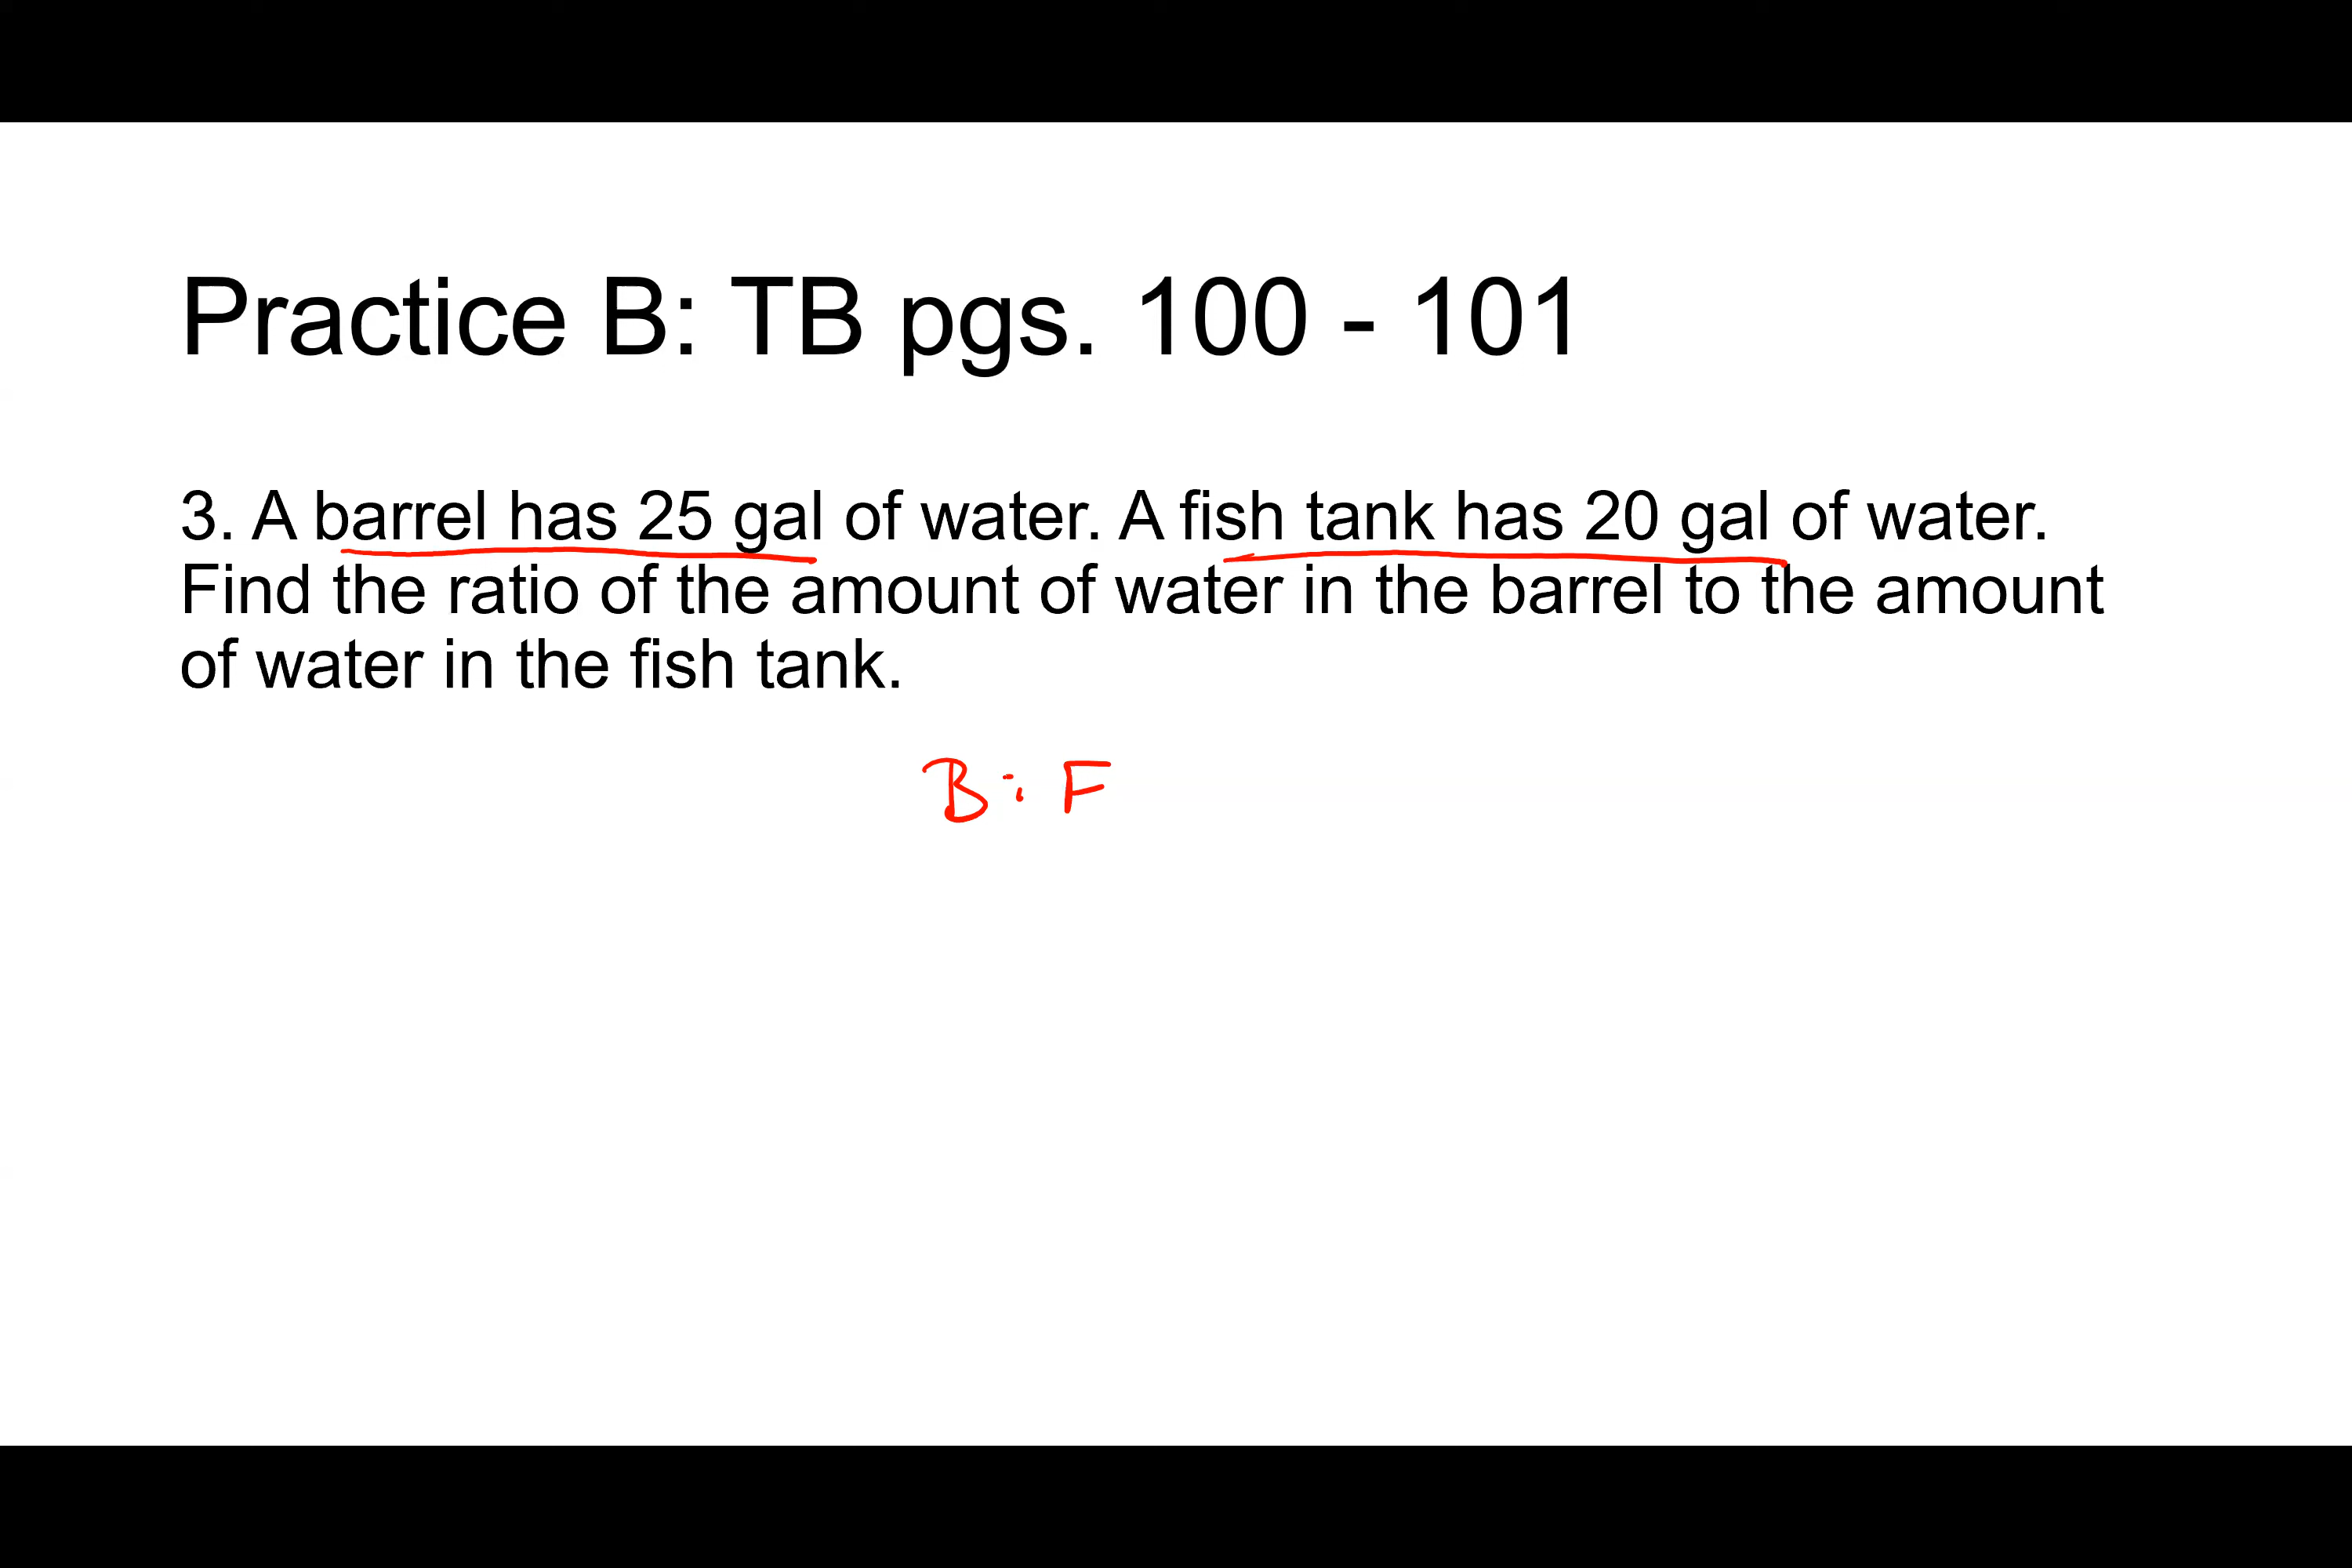 Practice B: TB pgs. 100 - 101
3. A barrel has 25 gal of water. A fish tank has 20 gal of water.
Find the ratio of the amount of water in the barrel to the amount
of water in the fish tank.
B : F